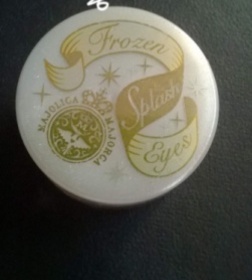 Frozen
Splash
Eyes
MAJOLICA MAJORCA